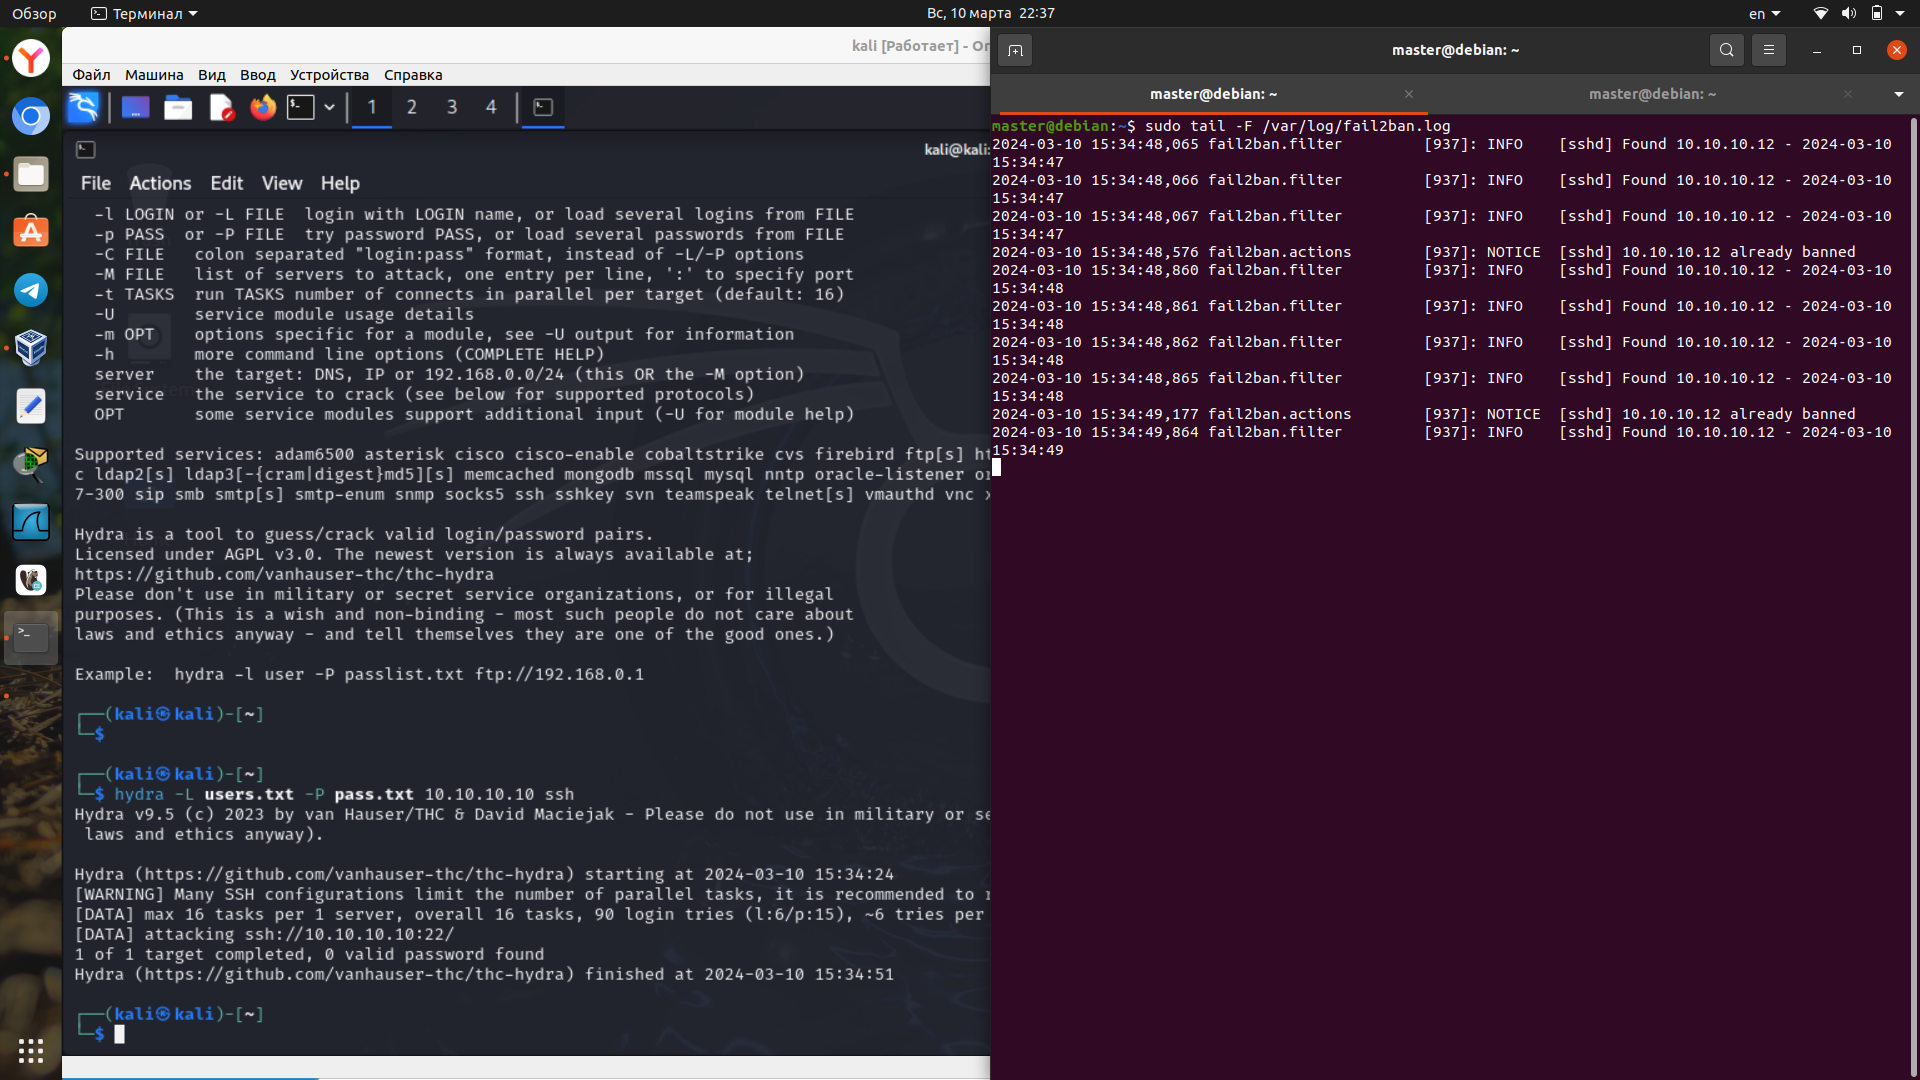 Обзор
Терминал
Вс, 10 марта 22:37
en
kali [Работает] - Or
Файл Машина Вид Ввод Устройства Справка
1 2 3 4
kali@kali:
File Actions Edit View Help
-l LOGIN or -L FILE  login with LOGIN name, or load several logins from FILE
-p PASS  or -P FILE  try password PASS, or load several passwords from FILE
-C FILE   colon separated "login:pass" format, instead of -L/-P options
-M FILE   list of servers to attack, one entry per line, ':' to specify port
-t TASKS  run TASKS number of connects in parallel per target (default: 16)
-U        service module usage details
-m OPT    options specific for a module, see -U output for information
-h        more command line options (COMPLETE HELP)
server    the target: DNS, IP or 192.168.0.0/24 (this OR the -M option)
service   the service to crack (see below for supported protocols)
OPT       some service modules support additional input (-U for module help)
Supported services: adam6500 asterisk cisco cisco-enable cobaltstrike cvs firebird ftp[s] ht
c ldap2[s] ldap3[-{cram|digest}md5][s] memcached mongodb mssql mysql nntp oracle-listener or
7-300 sip smb smtp[s] smtp-enum snmp socks5 ssh sshkey svn teamspeak telnet[s] vmauthd vnc x
Hydra is a tool to guess/crack valid login/password pairs.
Licensed under AGPL v3.0. The newest version is always available at;
https://github.com/vanhauser-thc/thc-hydra
Please don't use in military or secret service organizations, or for illegal
purposes. (This is a wish and non-binding - most such people do not care about
laws and ethics anyway - and tell themselves they are one of the good ones.)
Example:  hydra -l user -P passlist.txt ftp://192.168.0.1
┌──(kali㉿kali)-[~]
└─$
┌──(kali㉿kali)-[~]
└─$ hydra -L users.txt -P pass.txt 10.10.10.10 ssh
Hydra v9.5 (c) 2023 by van Hauser/THC & David Maciejak - Please do not use in military or se
laws and ethics anyway).
Hydra (https://github.com/vanhauser-thc/thc-hydra) starting at 2024-03-10 15:34:24
[WARNING] Many SSH configurations limit the number of parallel tasks, it is recommended to r
[DATA] max 16 tasks per 1 server, overall 16 tasks, 90 login tries (l:6/p:15), ~6 tries per
[DATA] attacking ssh://10.10.10.10:22/
1 of 1 target completed, 0 valid password found
Hydra (https://github.com/vanhauser-thc/thc-hydra) finished at 2024-03-10 15:34:51
┌──(kali㉿kali)-[~]
└─$
master@debian: ~
master@debian: ~
master@debian: ~
master@debian:~$ sudo tail -F /var/log/fail2ban.log
2024-03-10 15:34:48,065 fail2ban.filter         [937]: INFO    [sshd] Found 10.10.10.12 - 2024-03-10
15:34:47
2024-03-10 15:34:48,066 fail2ban.filter         [937]: INFO    [sshd] Found 10.10.10.12 - 2024-03-10
15:34:47
2024-03-10 15:34:48,067 fail2ban.filter         [937]: INFO    [sshd] Found 10.10.10.12 - 2024-03-10
15:34:47
2024-03-10 15:34:48,576 fail2ban.actions        [937]: NOTICE  [sshd] 10.10.10.12 already banned
2024-03-10 15:34:48,860 fail2ban.filter         [937]: INFO    [sshd] Found 10.10.10.12 - 2024-03-10
15:34:48
2024-03-10 15:34:48,861 fail2ban.filter         [937]: INFO    [sshd] Found 10.10.10.12 - 2024-03-10
15:34:48
2024-03-10 15:34:48,862 fail2ban.filter         [937]: INFO    [sshd] Found 10.10.10.12 - 2024-03-10
15:34:48
2024-03-10 15:34:48,865 fail2ban.filter         [937]: INFO    [sshd] Found 10.10.10.12 - 2024-03-10
15:34:48
2024-03-10 15:34:49,177 fail2ban.actions        [937]: NOTICE  [sshd] 10.10.10.12 already banned
2024-03-10 15:34:49,864 fail2ban.filter         [937]: INFO    [sshd] Found 10.10.10.12 - 2024-03-10
15:34:49